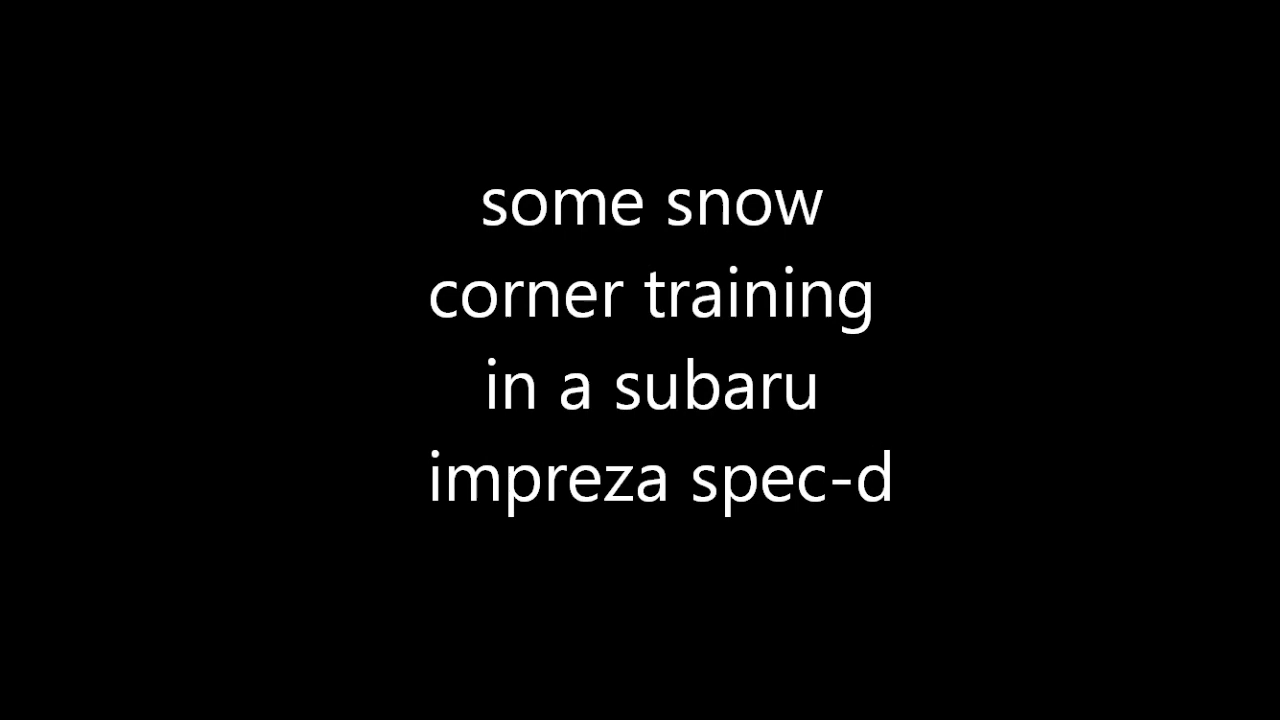 some snow
corner training
in a subaru
impreza spec-d